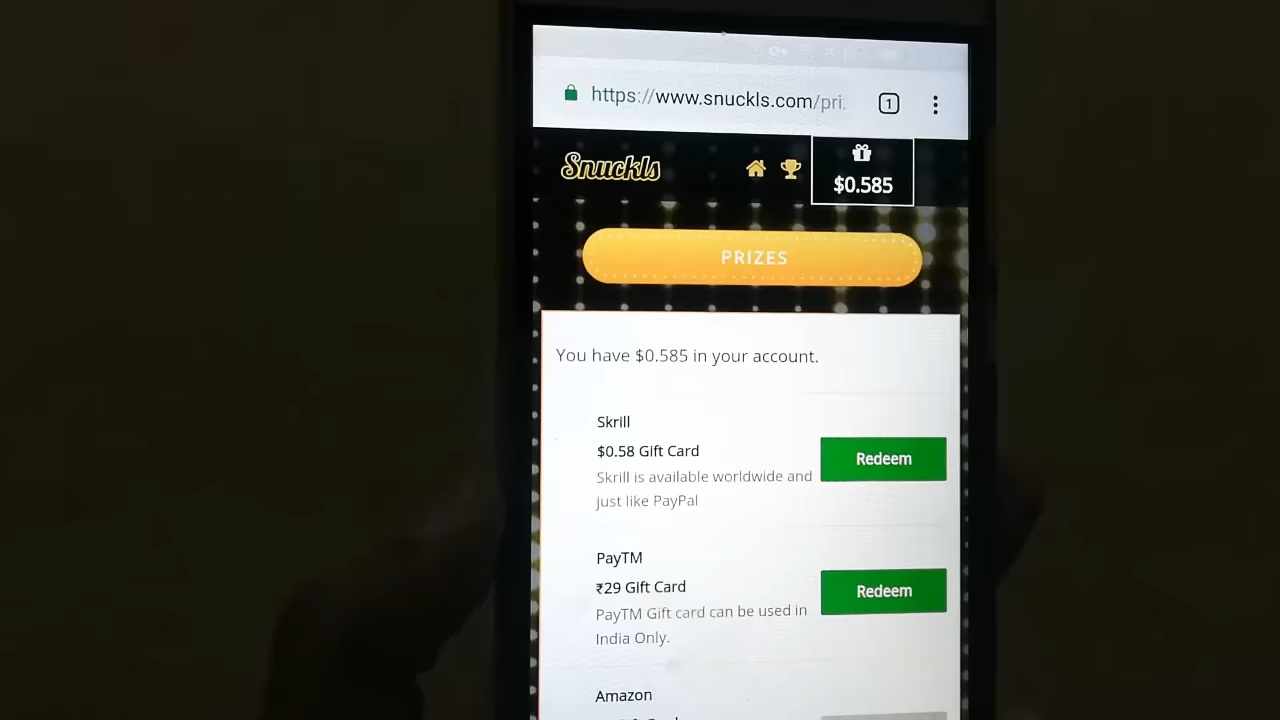 https://www.snuckls.com/pri
1
Snuckls
$0.585
PRIZES
You have $0.585 in your account.
Skrill
$0.58 Gift Card
Redeem
Skrill is available worldwide and
just like PayPal
PayTM
₹29 Gift Card
Redeem
PayTM Gift card can be used in
India Only.
Amazon